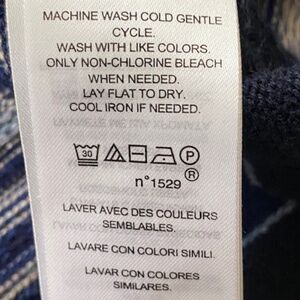 MACHINE WASH COLD GENTLE
CYCLE.
WASH WITH LIKE COLORS.
ONLY NON-CHLORINE BLEACH
WHEN NEEDED.
LAY FLAT TO DRY.
COOL IRON IF NEEDED.
30 P
®
n°1529
LAVER AVEC DES COULEURS
SEMBLABLES.
LAVARE CON COLORI SIMILI.
LAVAR CON COLORES
SIMILARES.